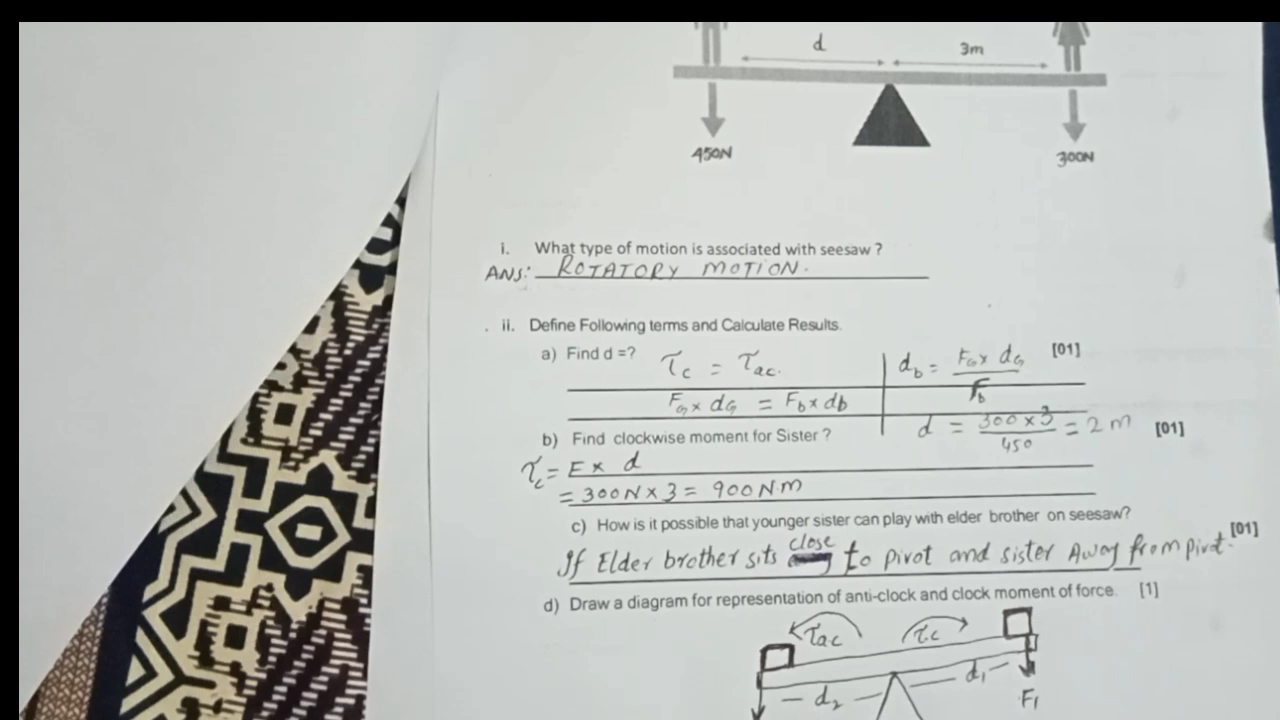 d
3m
450N
300N
i. What type of motion is associated with seesaw ?
ANS: ROTATORY MOTION.
. ii. Define Following terms and Calculate Results.
a) Find d =? τc = τac. db = FG x dG / Fb [01]
FG x dG = Fb x db
d = 300 x 3 / 450 = 2 m
b) Find clockwise moment for Sister ? [01]
τc = F x d
= 300N x 3 = 900 N.m
c) How is it possible that younger sister can play with elder brother on seesaw? [01]
If Elder brother sits close to pivot and sister Away from pivot.
d) Draw a diagram for representation of anti-clock and clock moment of force. [1]
τac
τc
d2
d1
F1